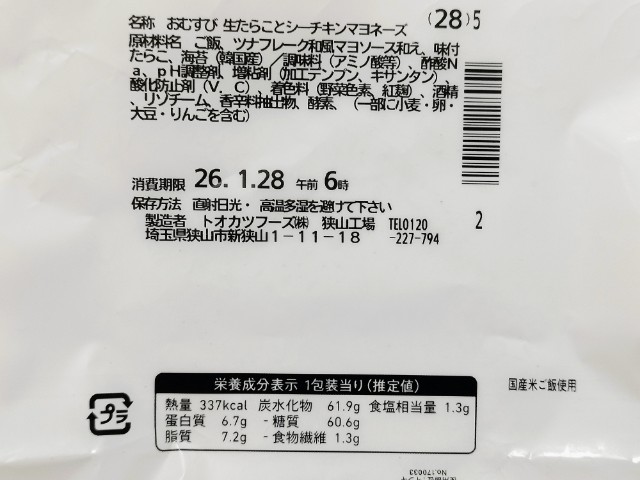 名称 おむすび 生たらことシーチキンマヨネーズ
(28)5
原材料名 ご飯、ツナフレーク和風マヨソース和え、味付
たらこ、海苔（韓国産）／調味料（アミノ酸等）、酢酸N
a、pH調整剤、増粘剤（加工デンプン、キサンタン）、
酸化防止剤（V．C）、着色料（野菜色素、紅麹）、酒精
、リゾチーム、香辛料抽出物、酵素、（一部に小麦・卵・
大豆・りんごを含む）
消費期限 26. 1.28 午前 6時
保存方法 直射日光・高温多湿を避けて下さい
製造者 トオカツフーズ㈱ 狭山工場 TEL0120
埼玉県狭山市新狭山1－11－18 -227-794
2
栄養成分表示 1包装当り(推定値)
熱量 337kcal 炭水化物 61.9g 食塩相当量 1.3g
蛋白質 6.7g - 糖質 60.6g
脂質 7.2g - 食物繊維 1.3g
プラ
国産米ご飯使用
No.170033